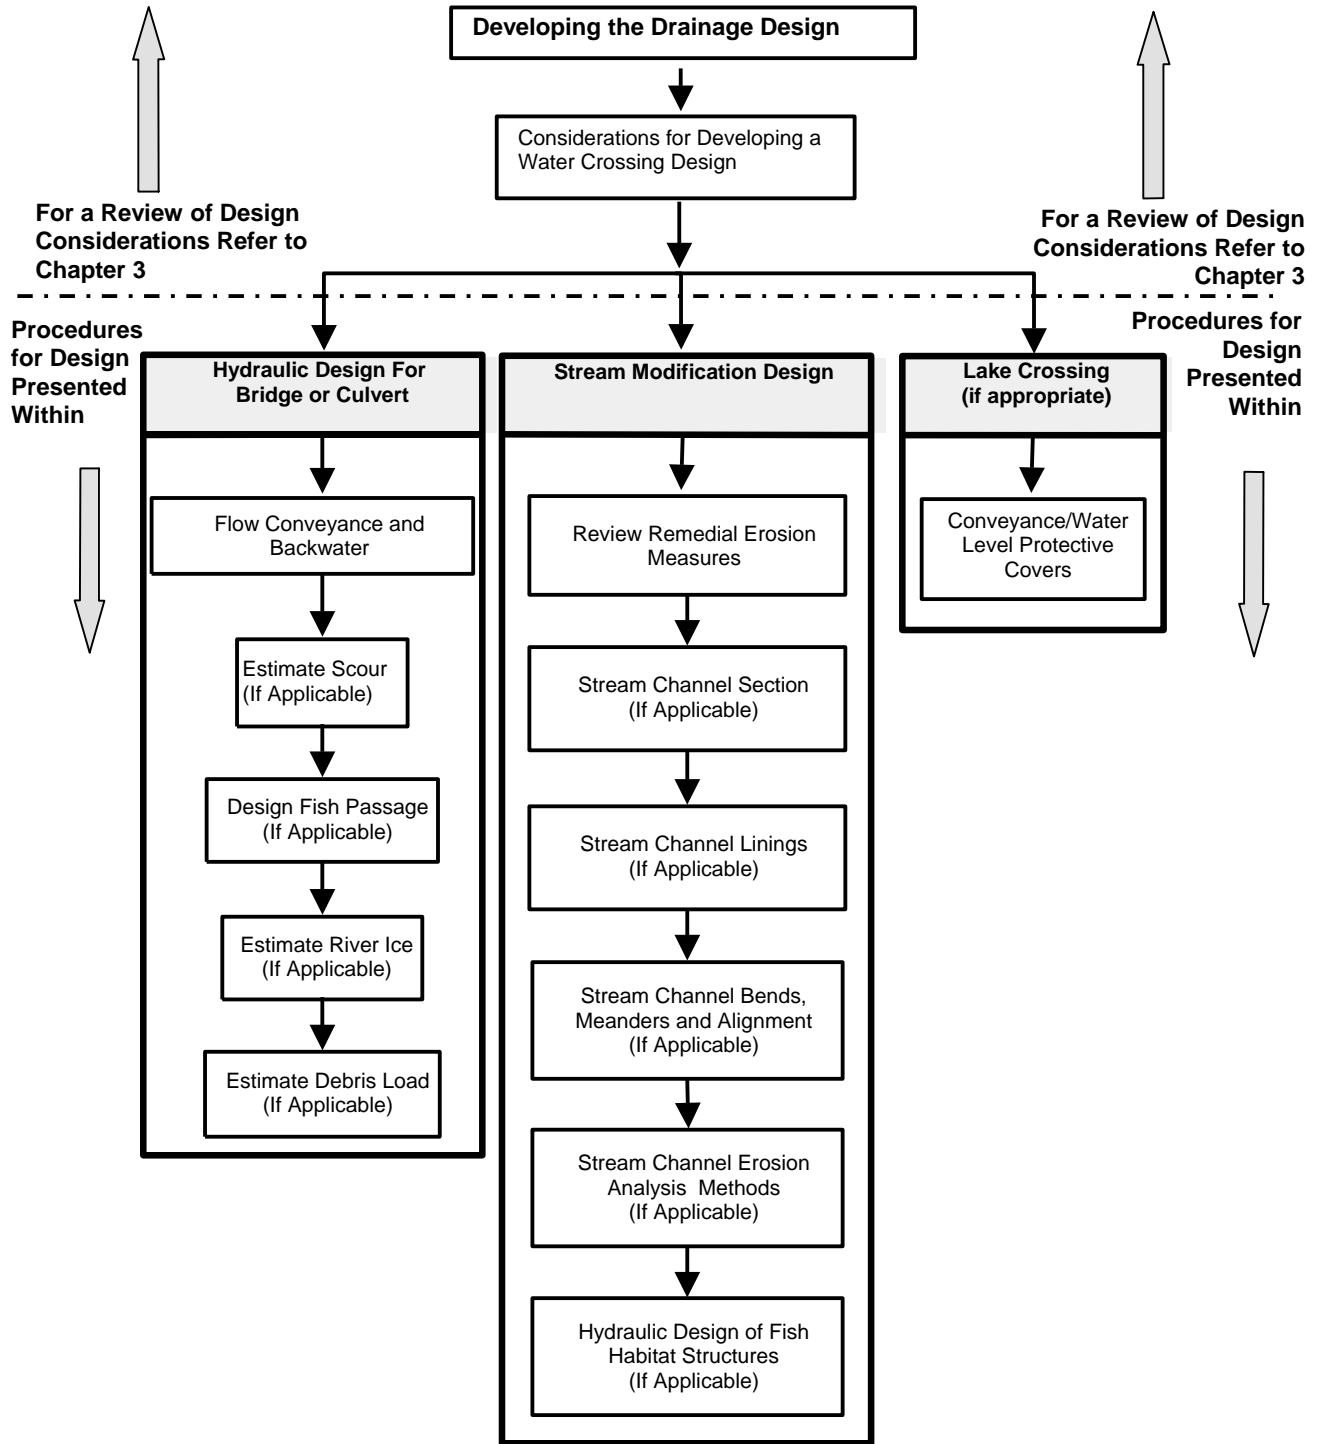 Developing the Drainage Design
Considerations for Developing a
Water Crossing Design
For a Review of Design
Considerations Refer to
Chapter 3
For a Review of Design
Considerations Refer to
Chapter 3
Procedures
for Design
Presented
Within
Procedures for
Design
Presented
Within
Hydraulic Design For
Bridge or Culvert
Flow Conveyance and
Backwater
Estimate Scour
(If Applicable)
Design Fish Passage
(If Applicable)
Estimate River Ice
(If Applicable)
Estimate Debris Load
(If Applicable)
Stream Modification Design
Review Remedial Erosion
Measures
Stream Channel Section
(If Applicable)
Stream Channel Linings
(If Applicable)
Stream Channel Bends,
Meanders and Alignment
(If Applicable)
Stream Channel Erosion
Analysis Methods
(If Applicable)
Hydraulic Design of Fish
Habitat Structures
(If Applicable)
Lake Crossing
(if appropriate)
Conveyance/Water
Level Protective
Covers